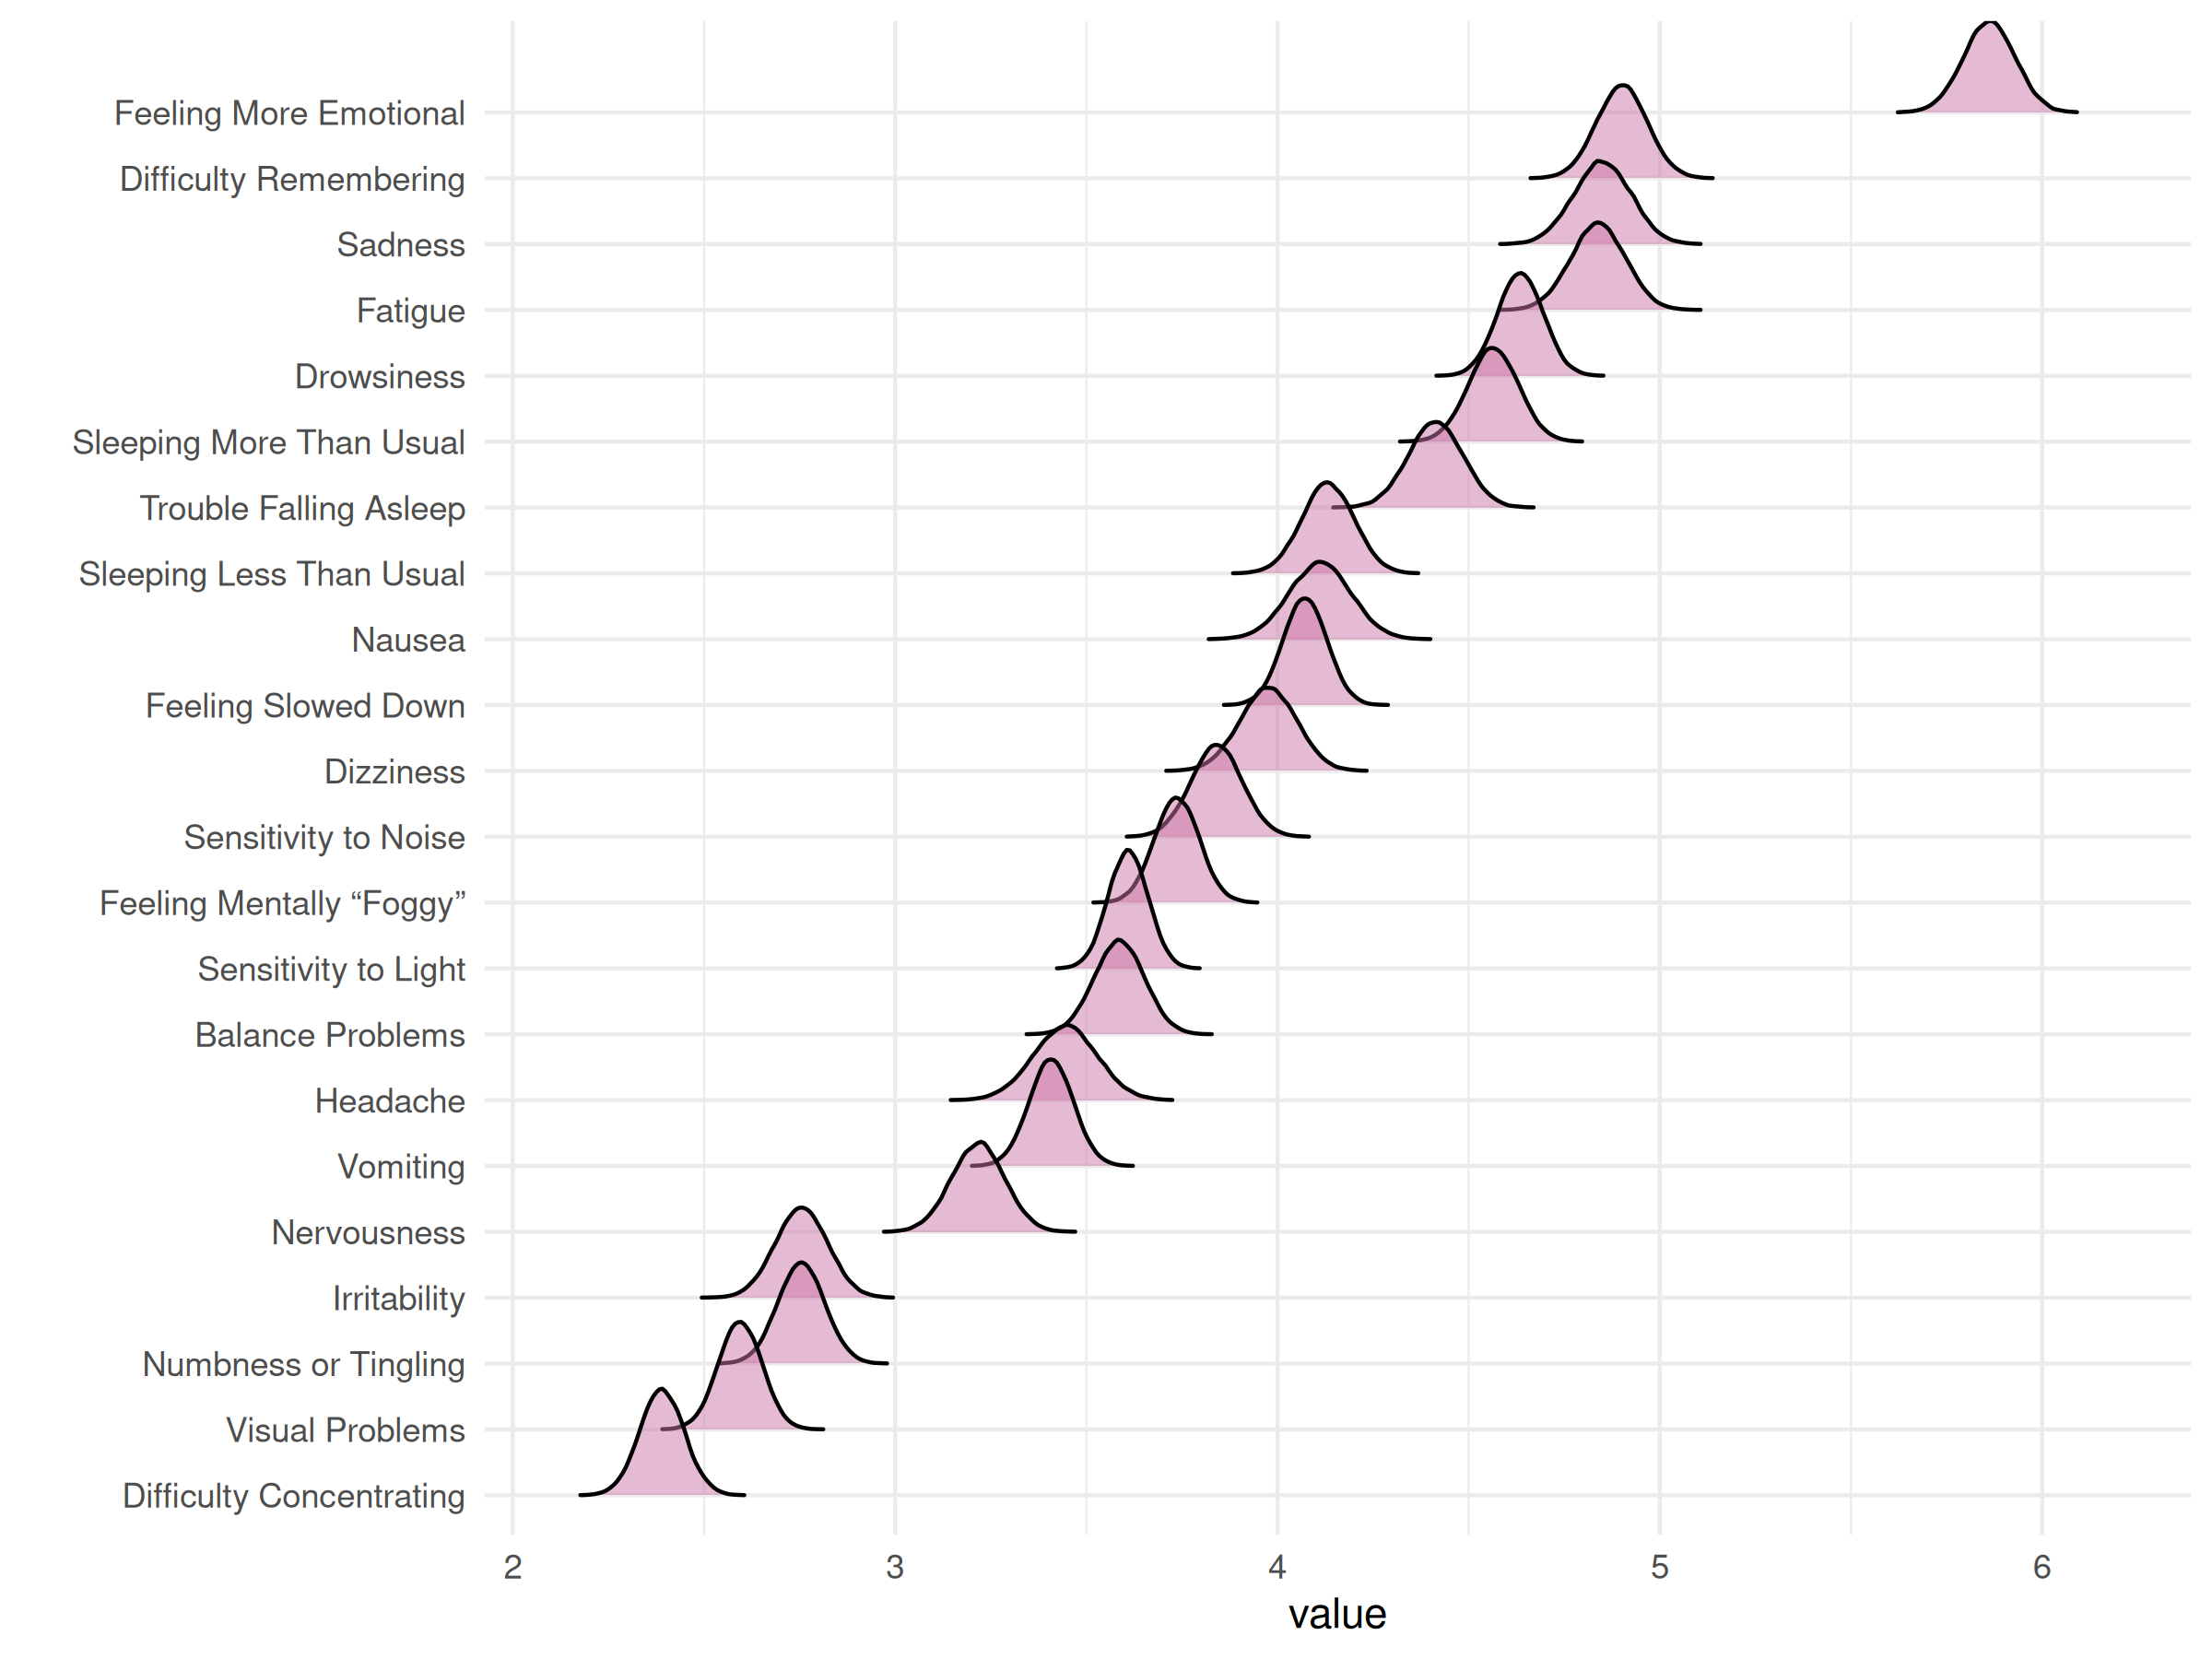 Feeling More Emotional
Difficulty Remembering
Sadness
Fatigue
Drowsiness
Sleeping More Than Usual
Trouble Falling Asleep
Sleeping Less Than Usual
Nausea
Feeling Slowed Down
Dizziness
Sensitivity to Noise
Feeling Mentally “Foggy”
Sensitivity to Light
Balance Problems
Headache
Vomiting
Nervousness
Irritability
Numbness or Tingling
Visual Problems
Difficulty Concentrating
2 3 4 5 6
value